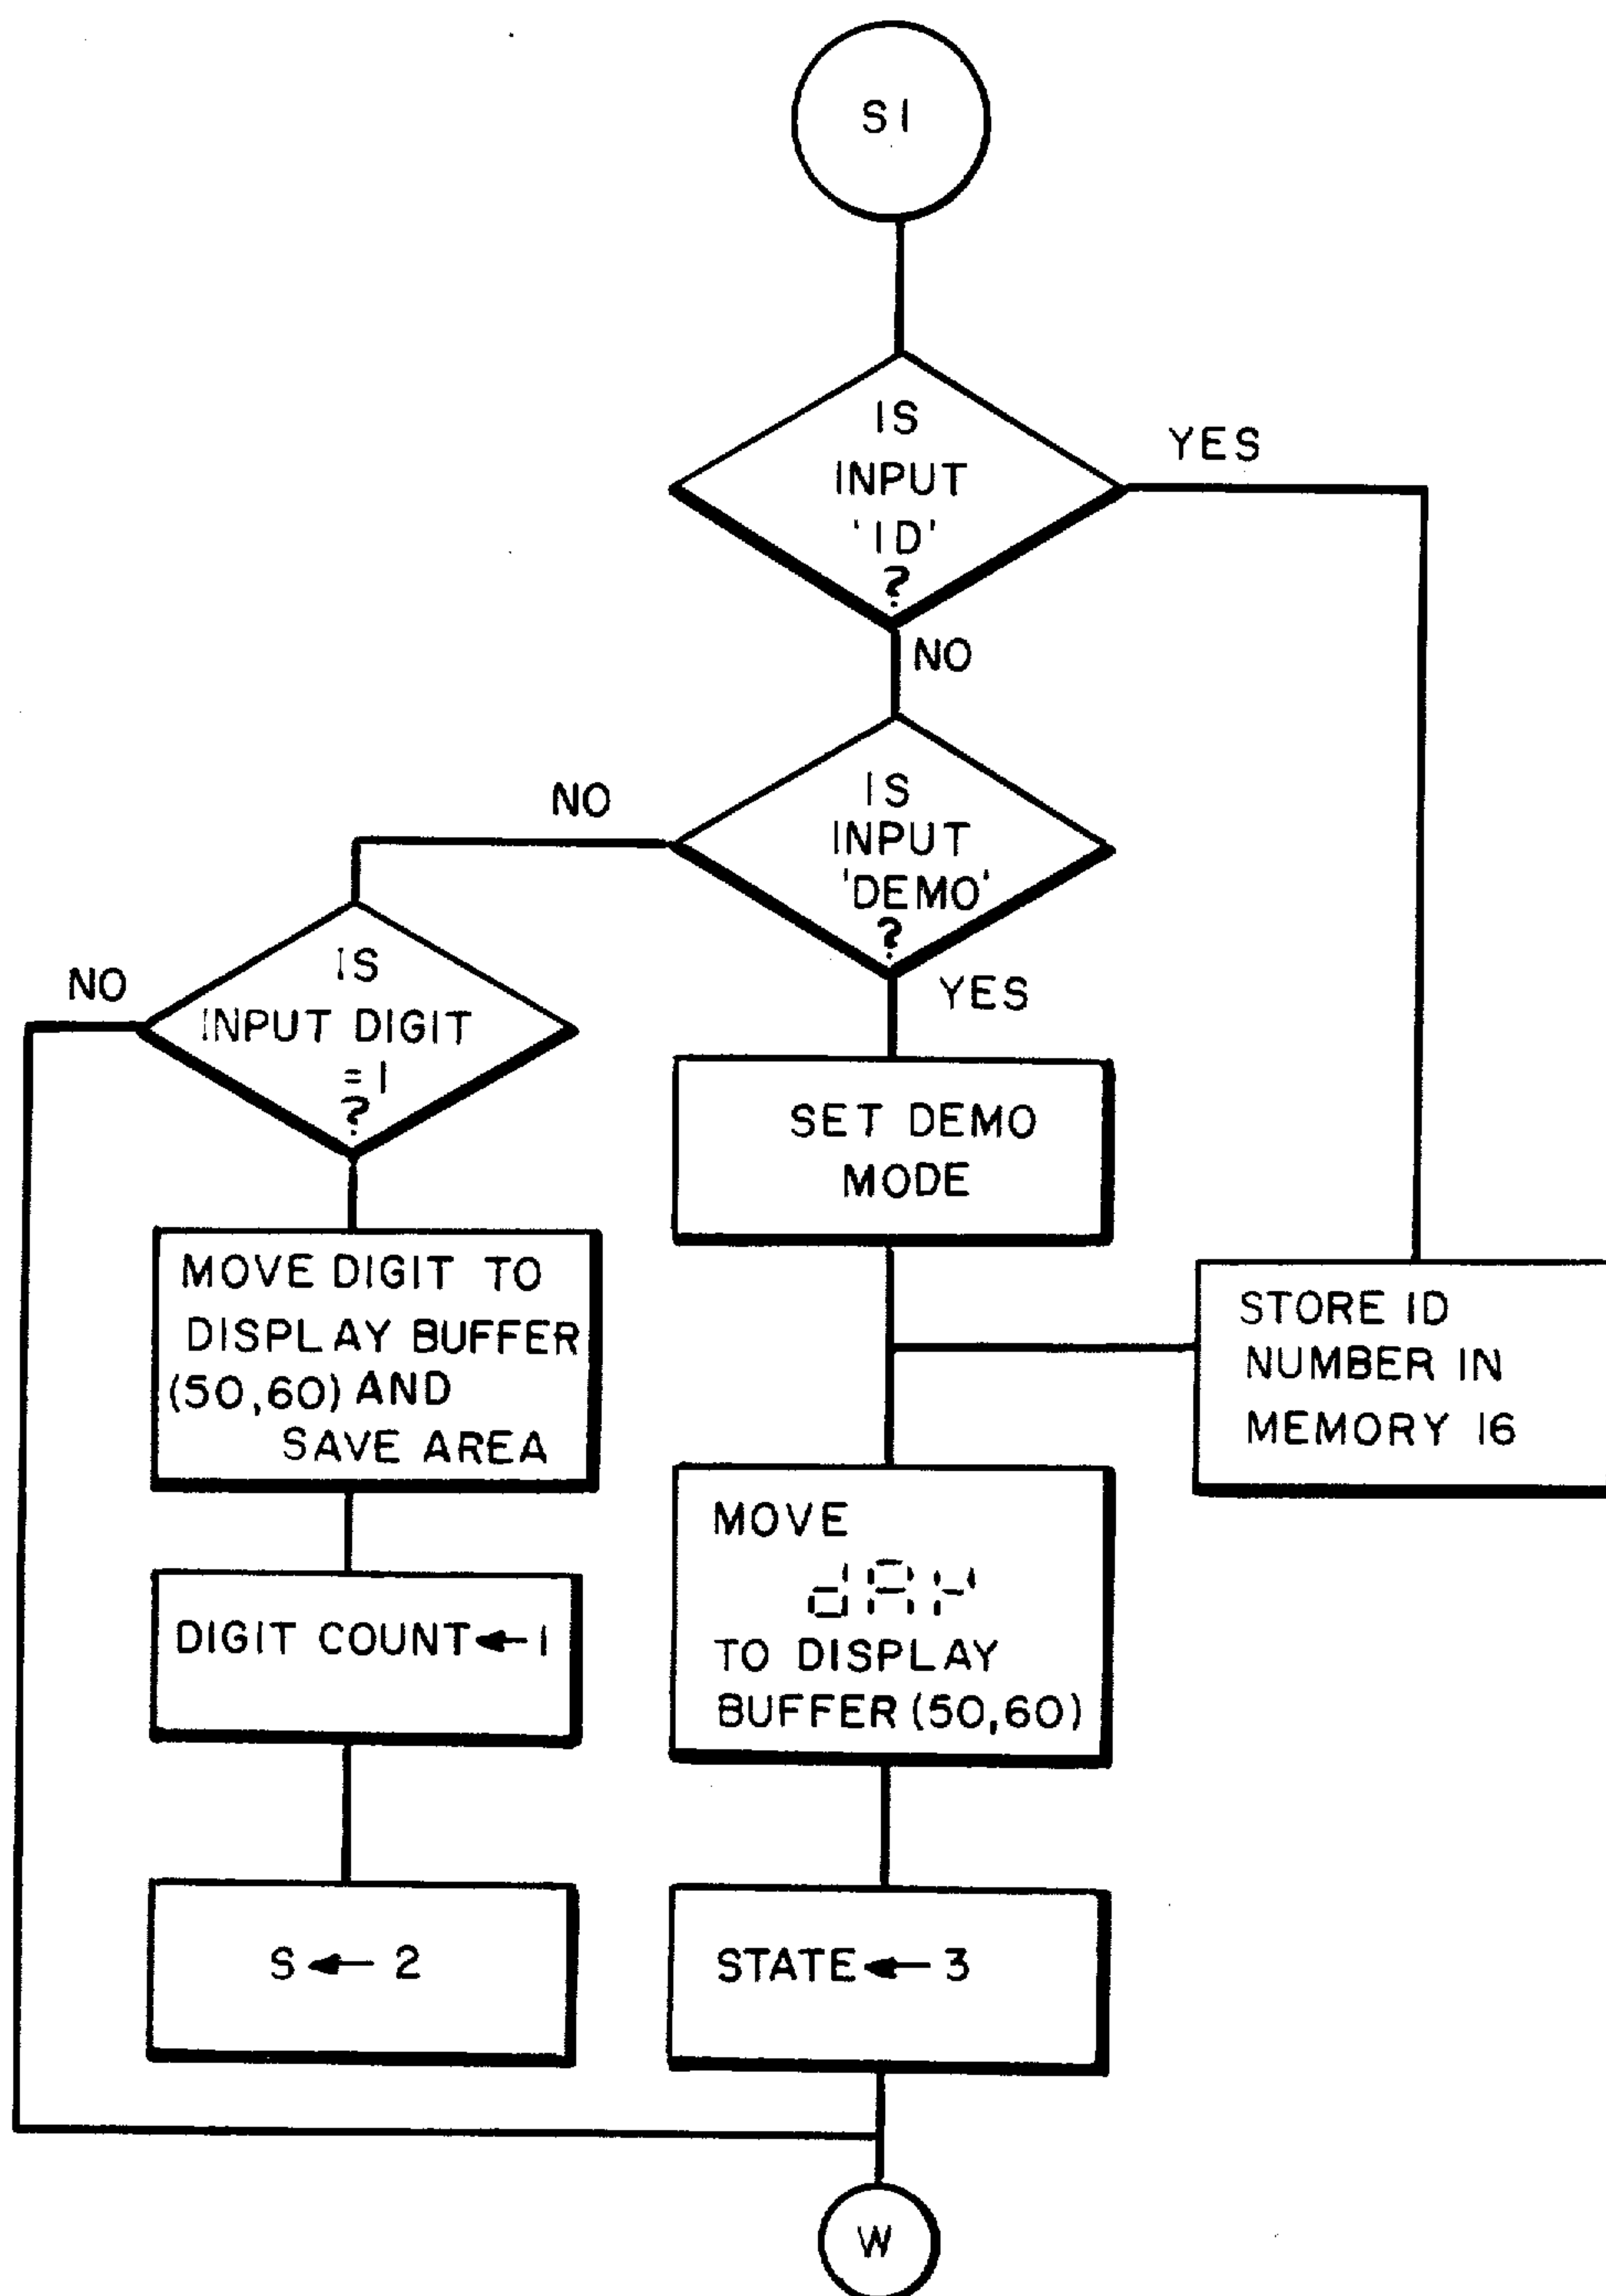 S1
IS
INPUT
'ID'
?
YES
NO
IS
INPUT
'DEMO'
?
NO
YES
IS
INPUT DIGIT
=1
?
NO
SET DEMO
MODE
MOVE DIGIT TO
DISPLAY BUFFER
(50,60) AND
SAVE AREA
STORE ID
NUMBER IN
MEMORY 16
MOVE
TO DISPLAY
BUFFER (50,60)
DIGIT COUNT ← 1
S ← 2
STATE ← 3
W